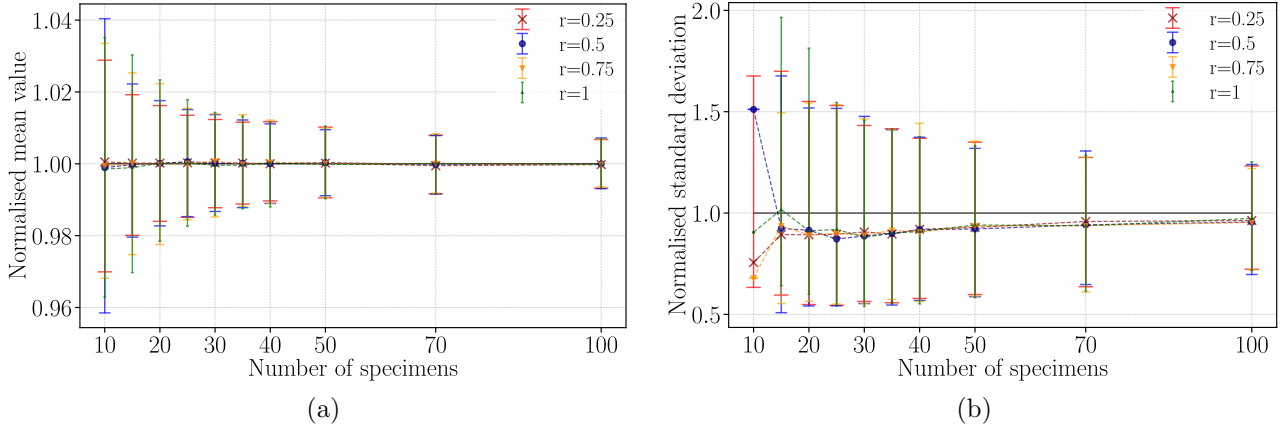 Normalised mean value
1.04
1.02
1.00
0.98
0.96
r=0.25
r=0.5
r=0.75
r=1
10 20 30 40 50 70 100
Number of specimens
(a)
Normalised standard deviation
2.0
1.5
1.0
0.5
r=0.25
r=0.5
r=0.75
r=1
10 20 30 40 50 70 100
Number of specimens
(b)